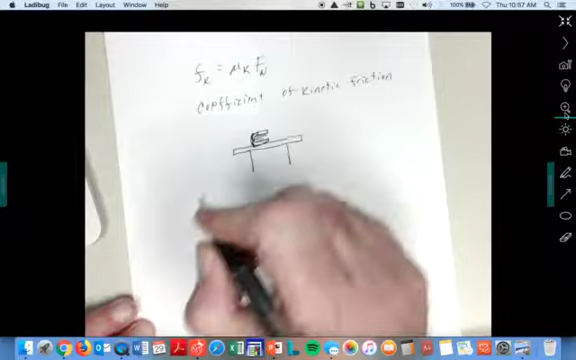 Ladibug File Edit Layout Window Help 100% Thu 10:57 AM
fK = μK FN
coefficient of kinetic friction